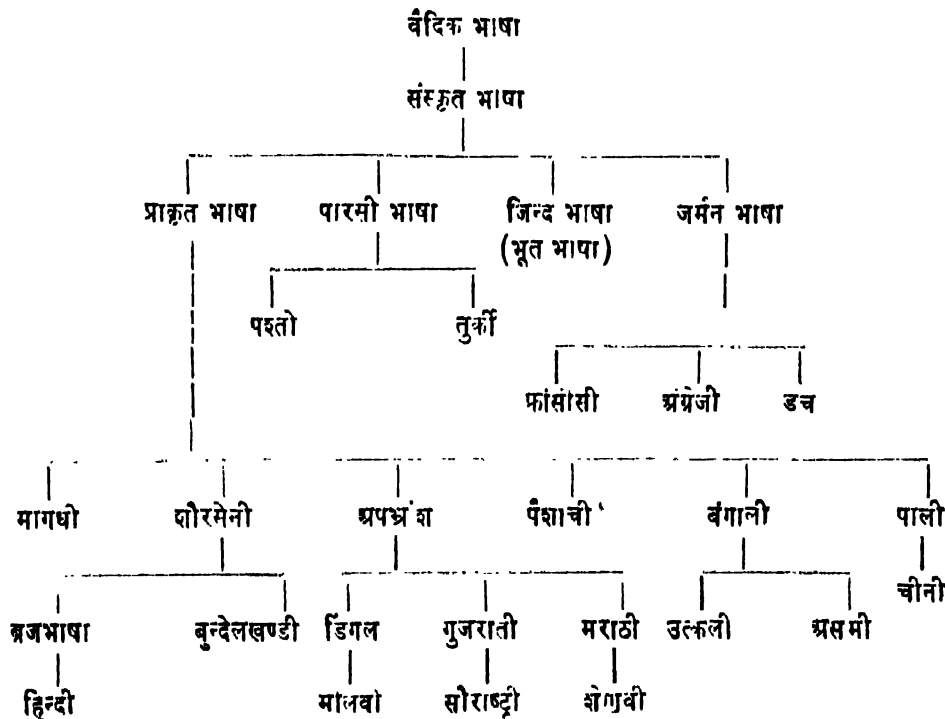 वैदिक भाषा
संस्कृत भाषा
प्राकृत भाषा पारसी भाषा जिन्द भाषा जर्मन भाषा
(भूत भाषा)
पश्तो तुर्की
फ्रांसीसी अंग्रेजी डच
मागधी शौरसेनी अपभ्रंश पैशाची बंगाली पाली
चीनी
ब्रजभाषा बुन्देलखण्डी डिंगल गुजराती मराठी उत्कली असमी
हिन्दी मालवी सौराष्ट्री